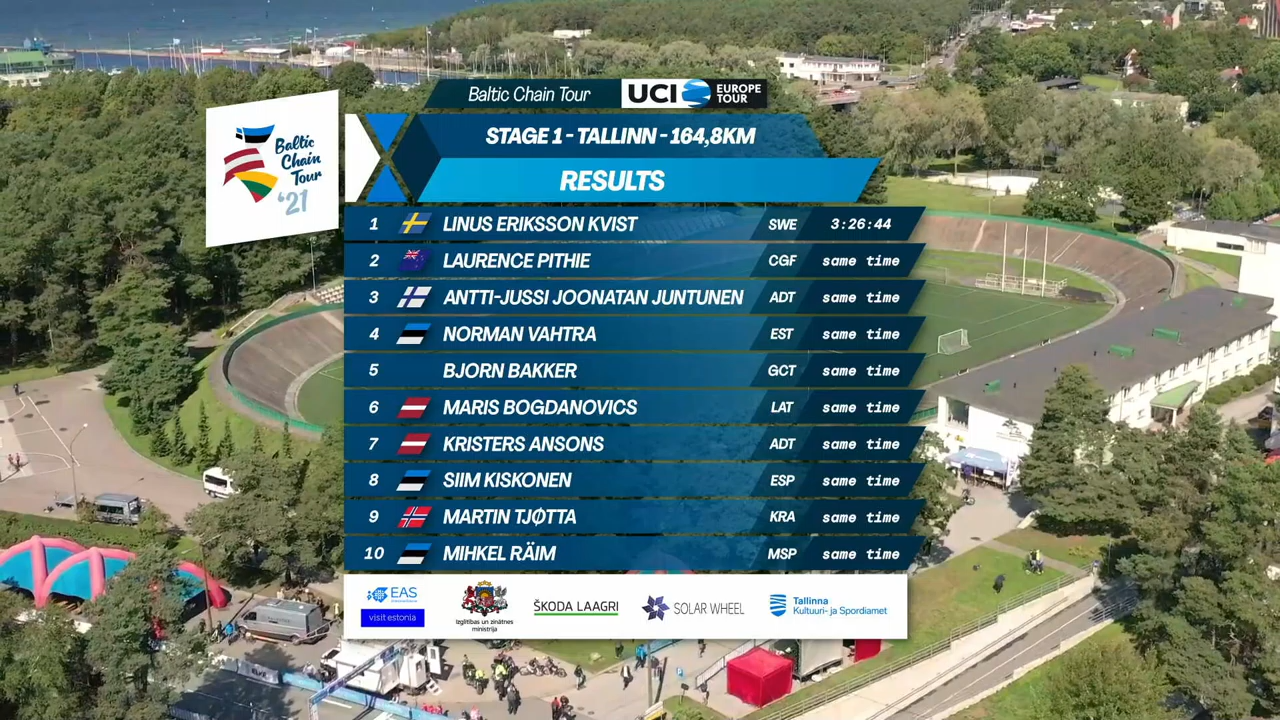 Baltic Chain Tour
UCI EUROPE TOUR
Baltic Chain Tour '21
STAGE 1 - TALLINN - 164,8KM
RESULTS
1 LINUS ERIKSSON KVIST SWE 3:26:44
2 LAURENCE PITHIE CGF same time
3 ANTTI-JUSSI JOONATAN JUNTUNEN ADT same time
4 NORMAN VAHTRA EST same time
5 BJORN BAKKER GCT same time
6 MARIS BOGDANOVICS LAT same time
7 KRISTERS ANSONS ADT same time
8 SIIM KISKONEN ESP same time
9 MARTIN TJØTTA KRA same time
10 MIHKEL RÄIM MSP same time
EAS
visit estonia
Izglītības un zinātnes
ministrija
ŠKODA LAAGRI
SOLAR WHEEL
Tallinna
Kultuuri- ja Spordiamet